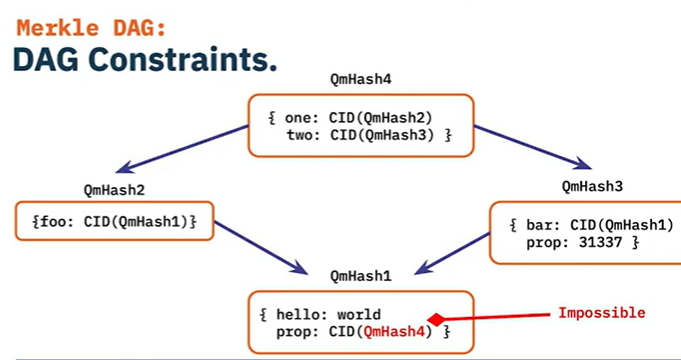 Merkle DAG:
DAG Constraints.
QmHash4
{ one: CID(QmHash2)
two: CID(QmHash3) }
QmHash2
{foo: CID(QmHash1)}
QmHash3
{ bar: CID(QmHash1)
prop: 31337 }
QmHash1
{ hello: world
prop: CID(QmHash4) }
Impossible